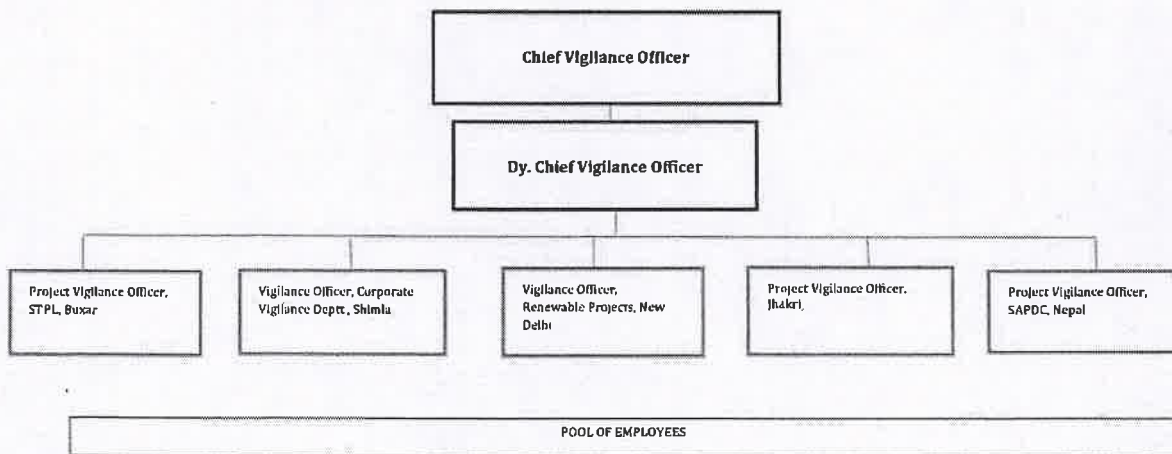 Chief Vigilance Officer
Dy. Chief Vigilance Officer
Project Vigilance Officer,
STPL, Buxar
Vigilance Officer, Corporate
Vigilance Deptt, Shimla
Vigilance Officer,
Renewable Projects, New
Delhi
Project Vigilance Officer.
Jhakri,
Project Vigilance Officer,
SAPDC, Nepal
POOL OF EMPLOYEES